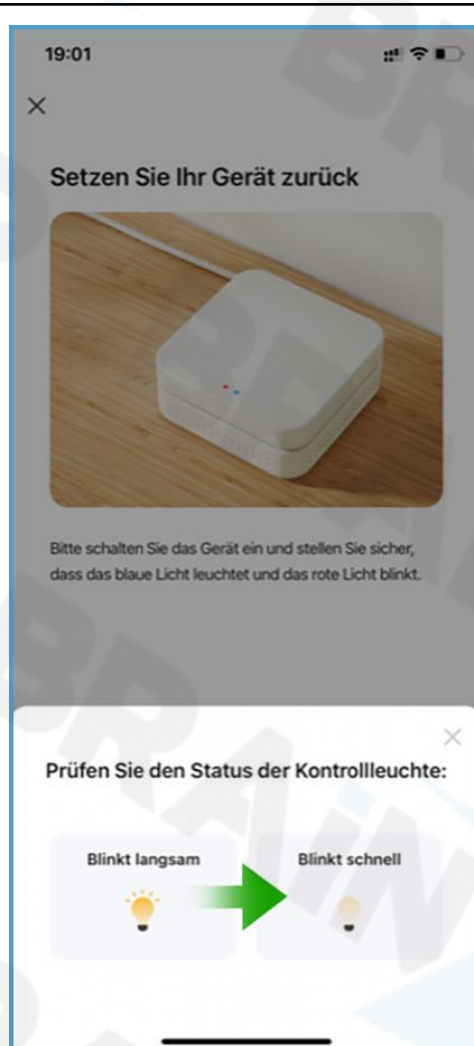 19:01
Setzen Sie Ihr Gerät zurück
Bitte schalten Sie das Gerät ein und stellen Sie sicher,
dass das blaue Licht leuchtet und das rote Licht blinkt.
Prüfen Sie den Status der Kontrollleuchte:
Blinkt langsam
Blinkt schnell